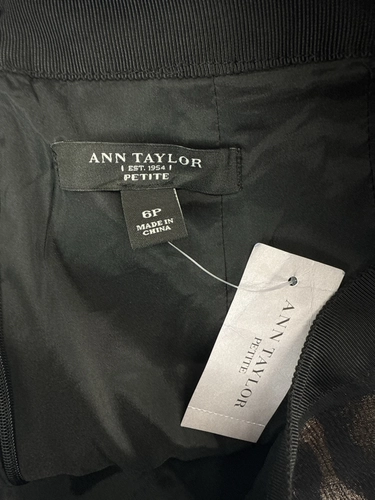 ANN TAYLOR
EST. 1954
PETITE
6P
MADE IN
CHINA
ANN TAYLOR
PETITE